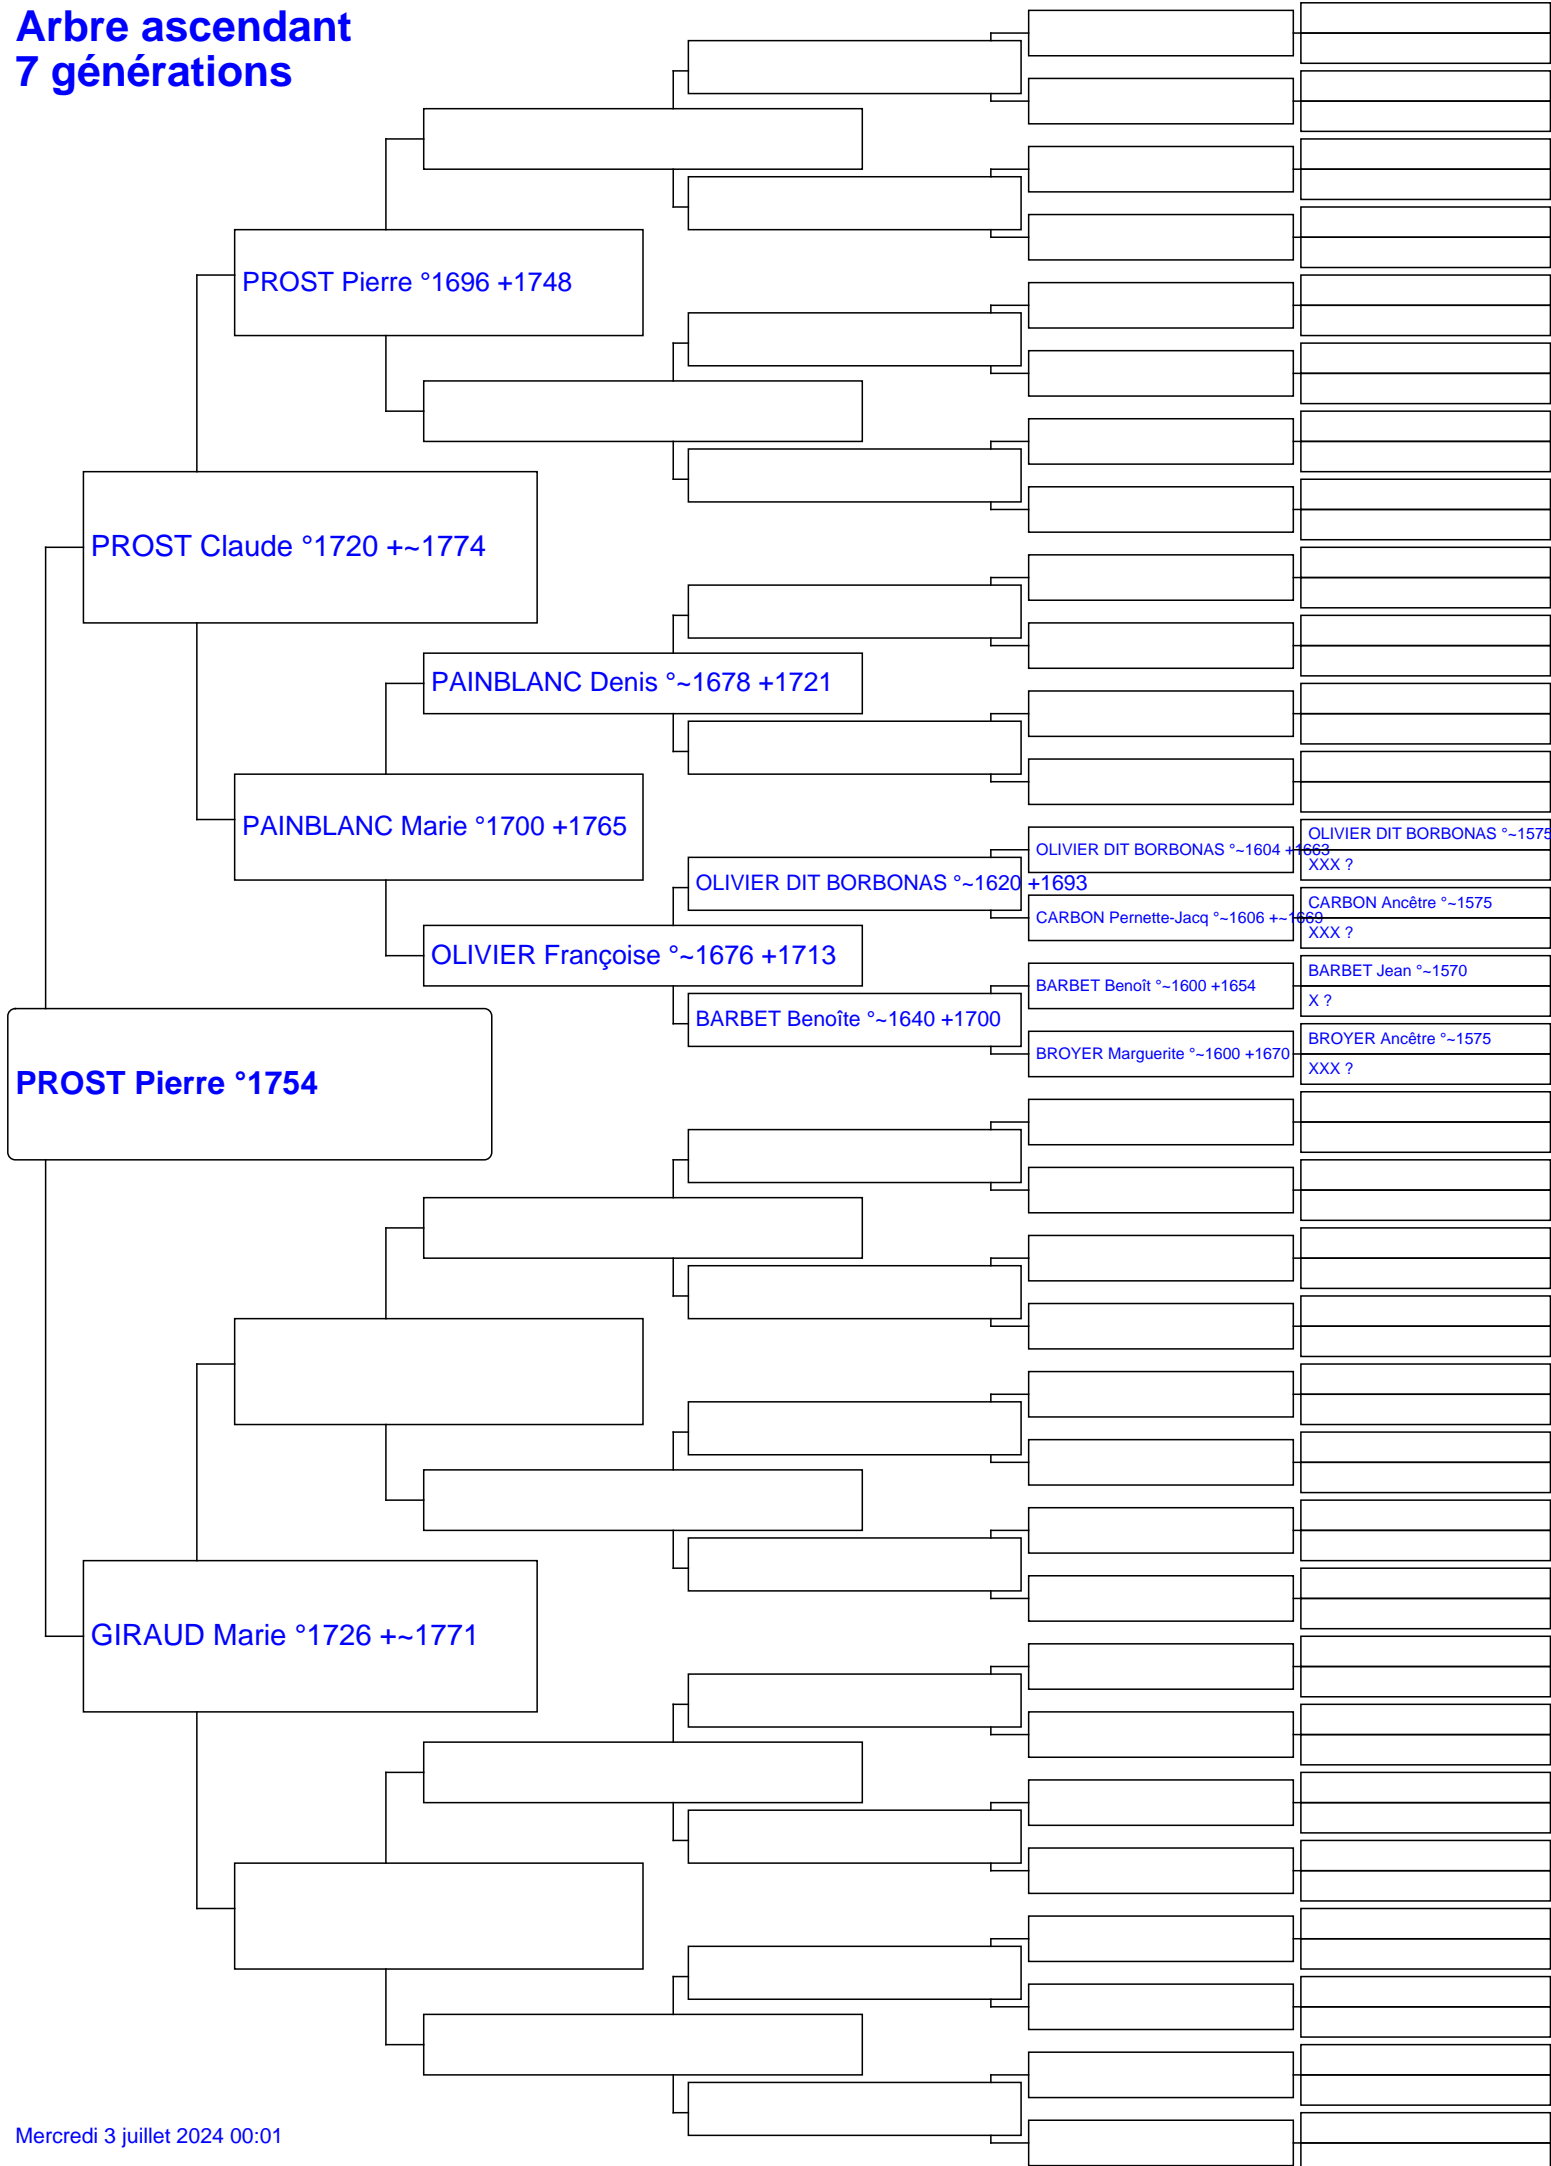 Arbre ascendant
7 générations
PROST Pierre °1696 +1748
PROST Claude °1720 +~1774
PAINBLANC Denis °~1678 +1721
PAINBLANC Marie °1700 +1765
OLIVIER DIT BORBONAS °~1575
OLIVIER DIT BORBONAS °~1604 +1663
XXX ?
OLIVIER DIT BORBONAS °~1620 +1693
CARBON Ancêtre °~1575
CARBON Pernette-Jacq °~1606 +~1669
XXX ?
OLIVIER Françoise °~1676 +1713
BARBET Jean °~1570
BARBET Benoît °~1600 +1654
X ?
BARBET Benoîte °~1640 +1700
BROYER Ancêtre °~1575
BROYER Marguerite °~1600 +1670
XXX ?
PROST Pierre °1754
GIRAUD Marie °1726 +~1771
Mercredi 3 juillet 2024 00:01